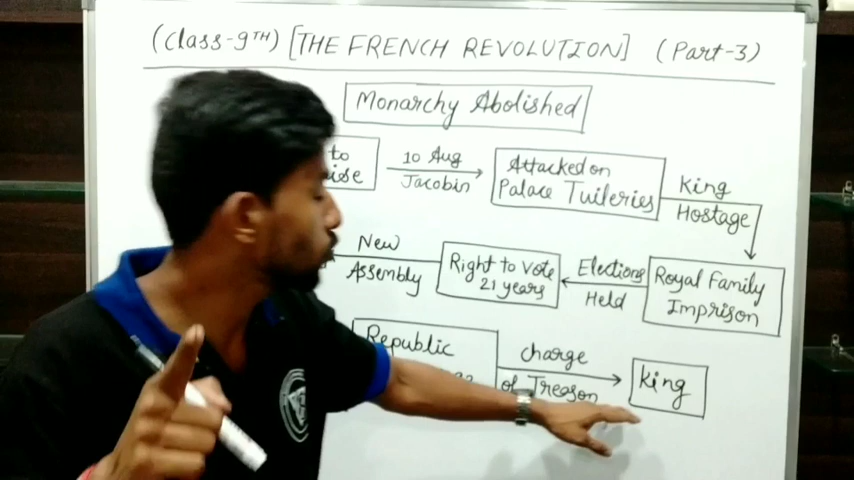 (Class-9TH) [THE FRENCH REVOLUTION] (Part-3)
Monarchy Abolished
to
10 Aug
Jacobin
Attacked on
Palace Tuileries
King
Hostage
New
Assembly
Right to Vote
21 years
Elections
Held
Royal Family
Imprison
Republic
charge
of Treason
King